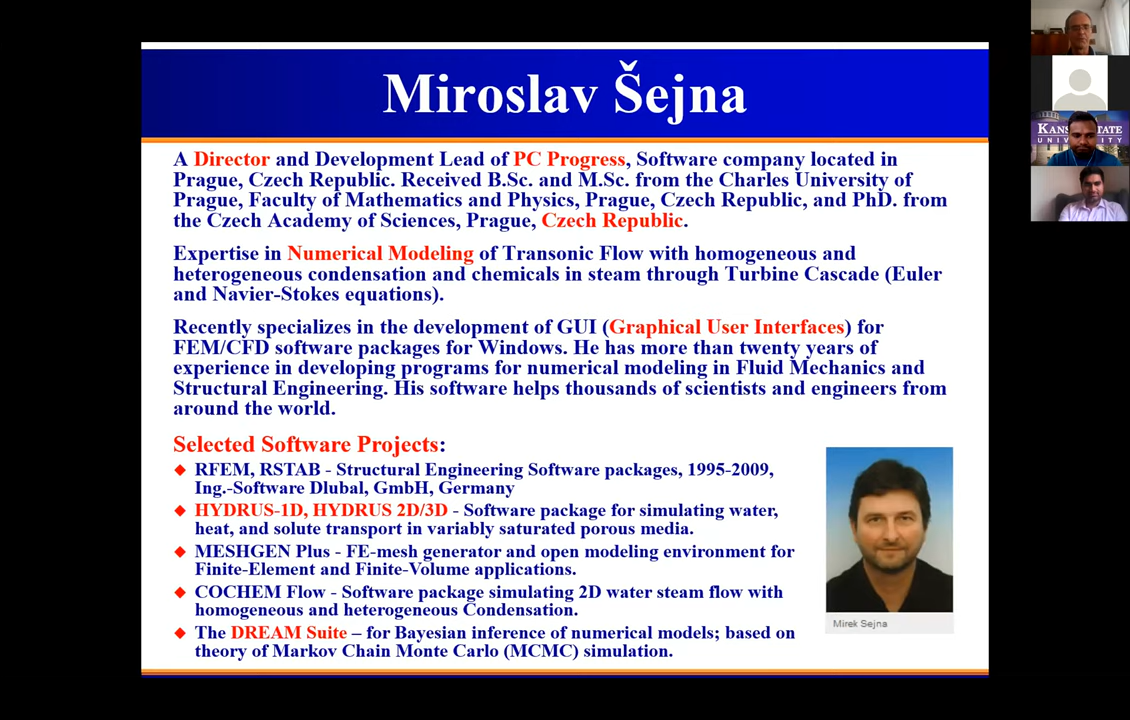 Miroslav Šejna
A Director and Development Lead of PC Progress, Software company located in
Prague, Czech Republic. Received B.Sc. and M.Sc. from the Charles University of
Prague, Faculty of Mathematics and Physics, Prague, Czech Republic, and PhD. from
the Czech Academy of Sciences, Prague, Czech Republic.
Expertise in Numerical Modeling of Transonic Flow with homogeneous and
heterogeneous condensation and chemicals in steam through Turbine Cascade (Euler
and Navier-Stokes equations).
Recently specializes in the development of GUI (Graphical User Interfaces) for
FEM/CFD software packages for Windows. He has more than twenty years of
experience in developing programs for numerical modeling in Fluid Mechanics and
Structural Engineering. His software helps thousands of scientists and engineers from
around the world.
Selected Software Projects:
RFEM, RSTAB - Structural Engineering Software packages, 1995-2009,
Ing.-Software Dlubal, GmbH, Germany
HYDRUS-1D, HYDRUS 2D/3D - Software package for simulating water,
heat, and solute transport in variably saturated porous media.
MESHGEN Plus - FE-mesh generator and open modeling environment for
Finite-Element and Finite-Volume applications.
COCHEM Flow - Software package simulating 2D water steam flow with
homogeneous and heterogeneous Condensation.
The DREAM Suite – for Bayesian inference of numerical models; based on
theory of Markov Chain Monte Carlo (MCMC) simulation.
Mirek Sejna